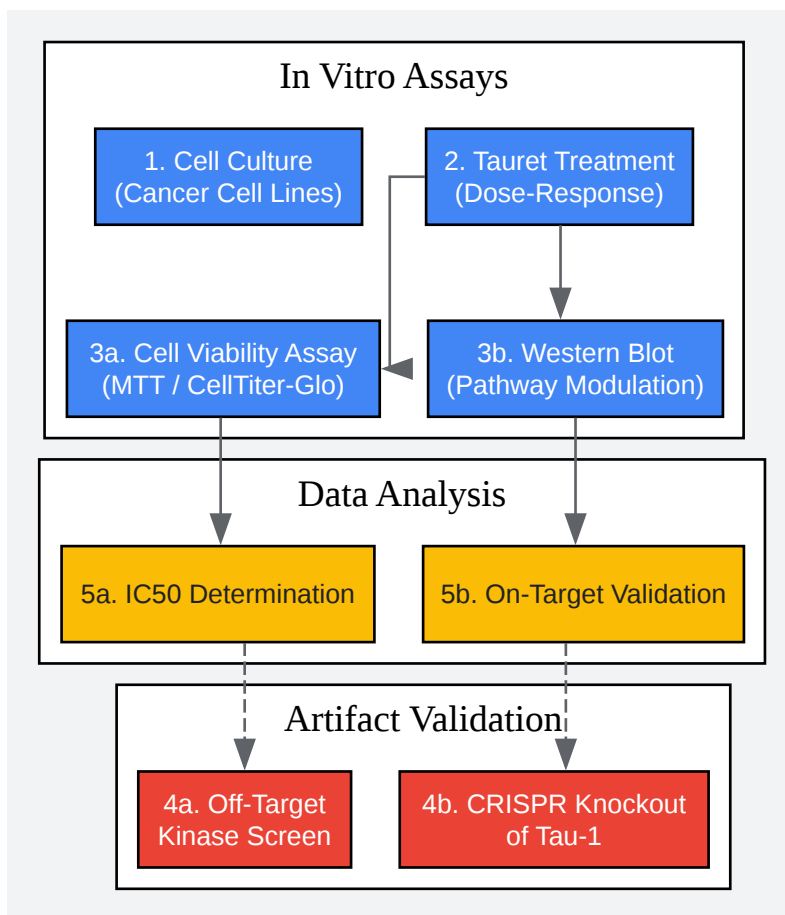 In Vitro Assays
1. Cell Culture
(Cancer Cell Lines)
2. Tauret Treatment
(Dose-Response)
3a. Cell Viability Assay
(MTT / CellTiter-Glo)
3b. Western Blot
(Pathway Modulation)
Data Analysis
5a. IC50 Determination
5b. On-Target Validation
Artifact Validation
4a. Off-Target
Kinase Screen
4b. CRISPR Knockout
of Tau-1